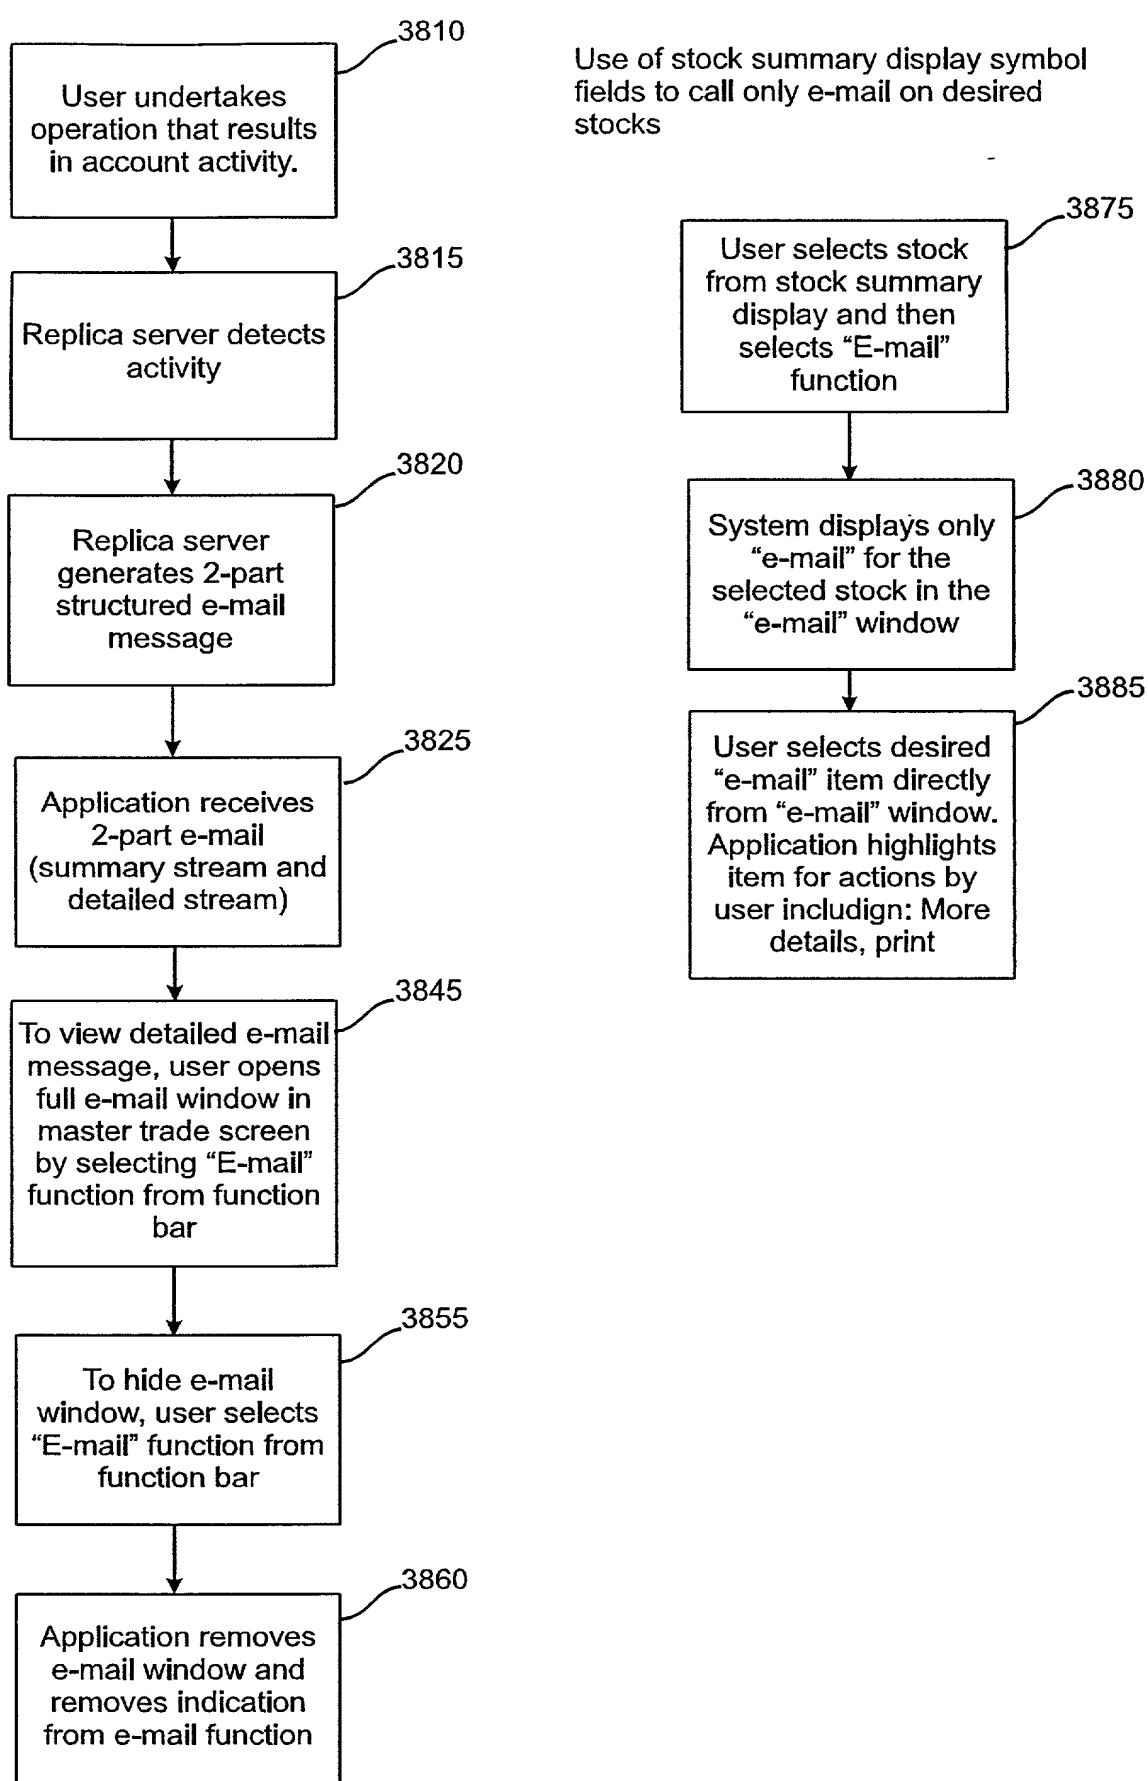 3810
User undertakes
operation that results
in account activity.
3815
Replica server detects
activity
3820
Replica server
generates 2-part
structured e-mail
message
3825
Application receives
2-part e-mail
(summary stream and
detailed stream)
3845
To view detailed e-mail
message, user opens
full e-mail window in
master trade screen
by selecting “E-mail”
function from function
bar
3855
To hide e-mail
window, user selects
“E-mail” function from
function bar
3860
Application removes
e-mail window and
removes indication
from e-mail function
Use of stock summary display symbol
fields to call only e-mail on desired
stocks
3875
User selects stock
from stock summary
display and then
selects “E-mail”
function
3880
System displays only
“e-mail” for the
selected stock in the
“e-mail” window
3885
User selects desired
“e-mail” item directly
from “e-mail” window.
Application highlights
item for actions by
user includign: More
details, print